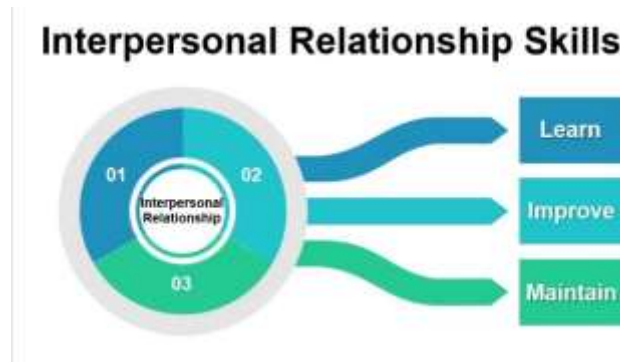 Interpersonal Relationship Skills
01
02
Interpersonal
Relationship
03
Learn
Improve
Maintain